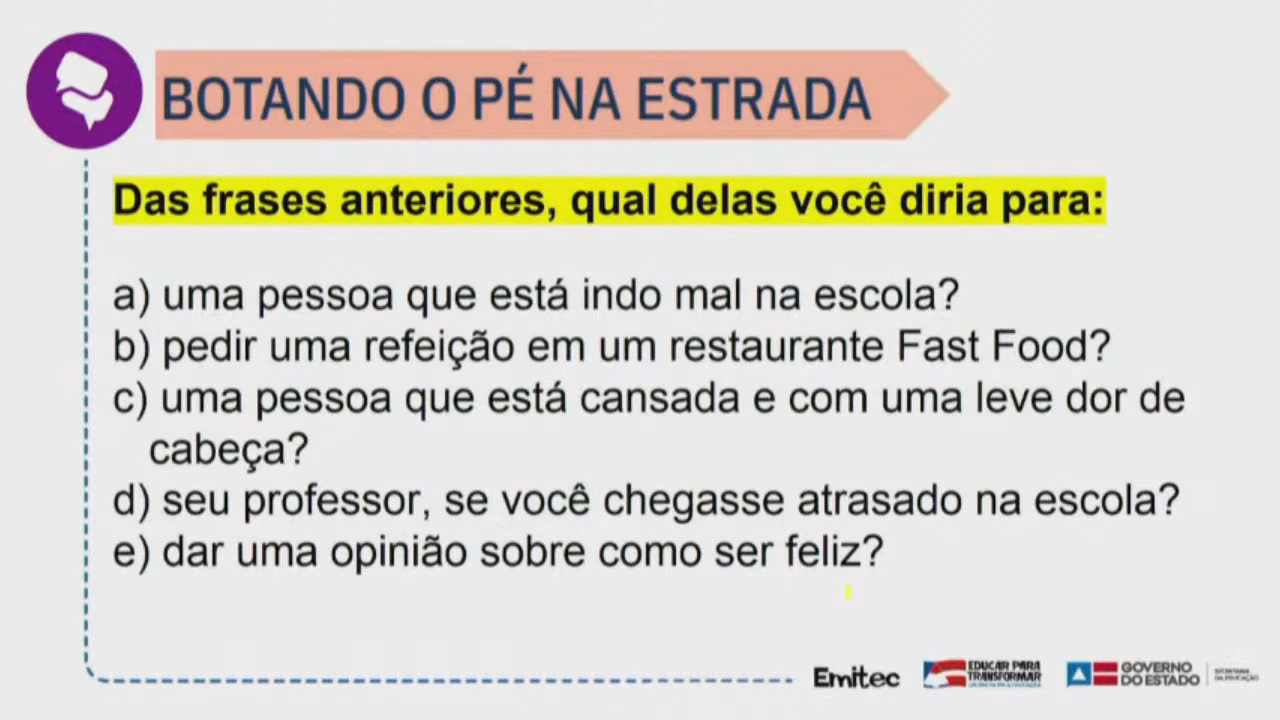 BOTANDO O PÉ NA ESTRADA
Das frases anteriores, qual delas você diria para:
a) uma pessoa que está indo mal na escola?
b) pedir uma refeição em um restaurante Fast Food?
c) uma pessoa que está cansada e com uma leve dor de
cabeça?
d) seu professor, se você chegasse atrasado na escola?
e) dar uma opinião sobre como ser feliz?
Emitec
EDUCAR PARA
TRANSFORMAR
GOVERNO
DO ESTADO
SECRETARIA
DA EDUCAÇÃO